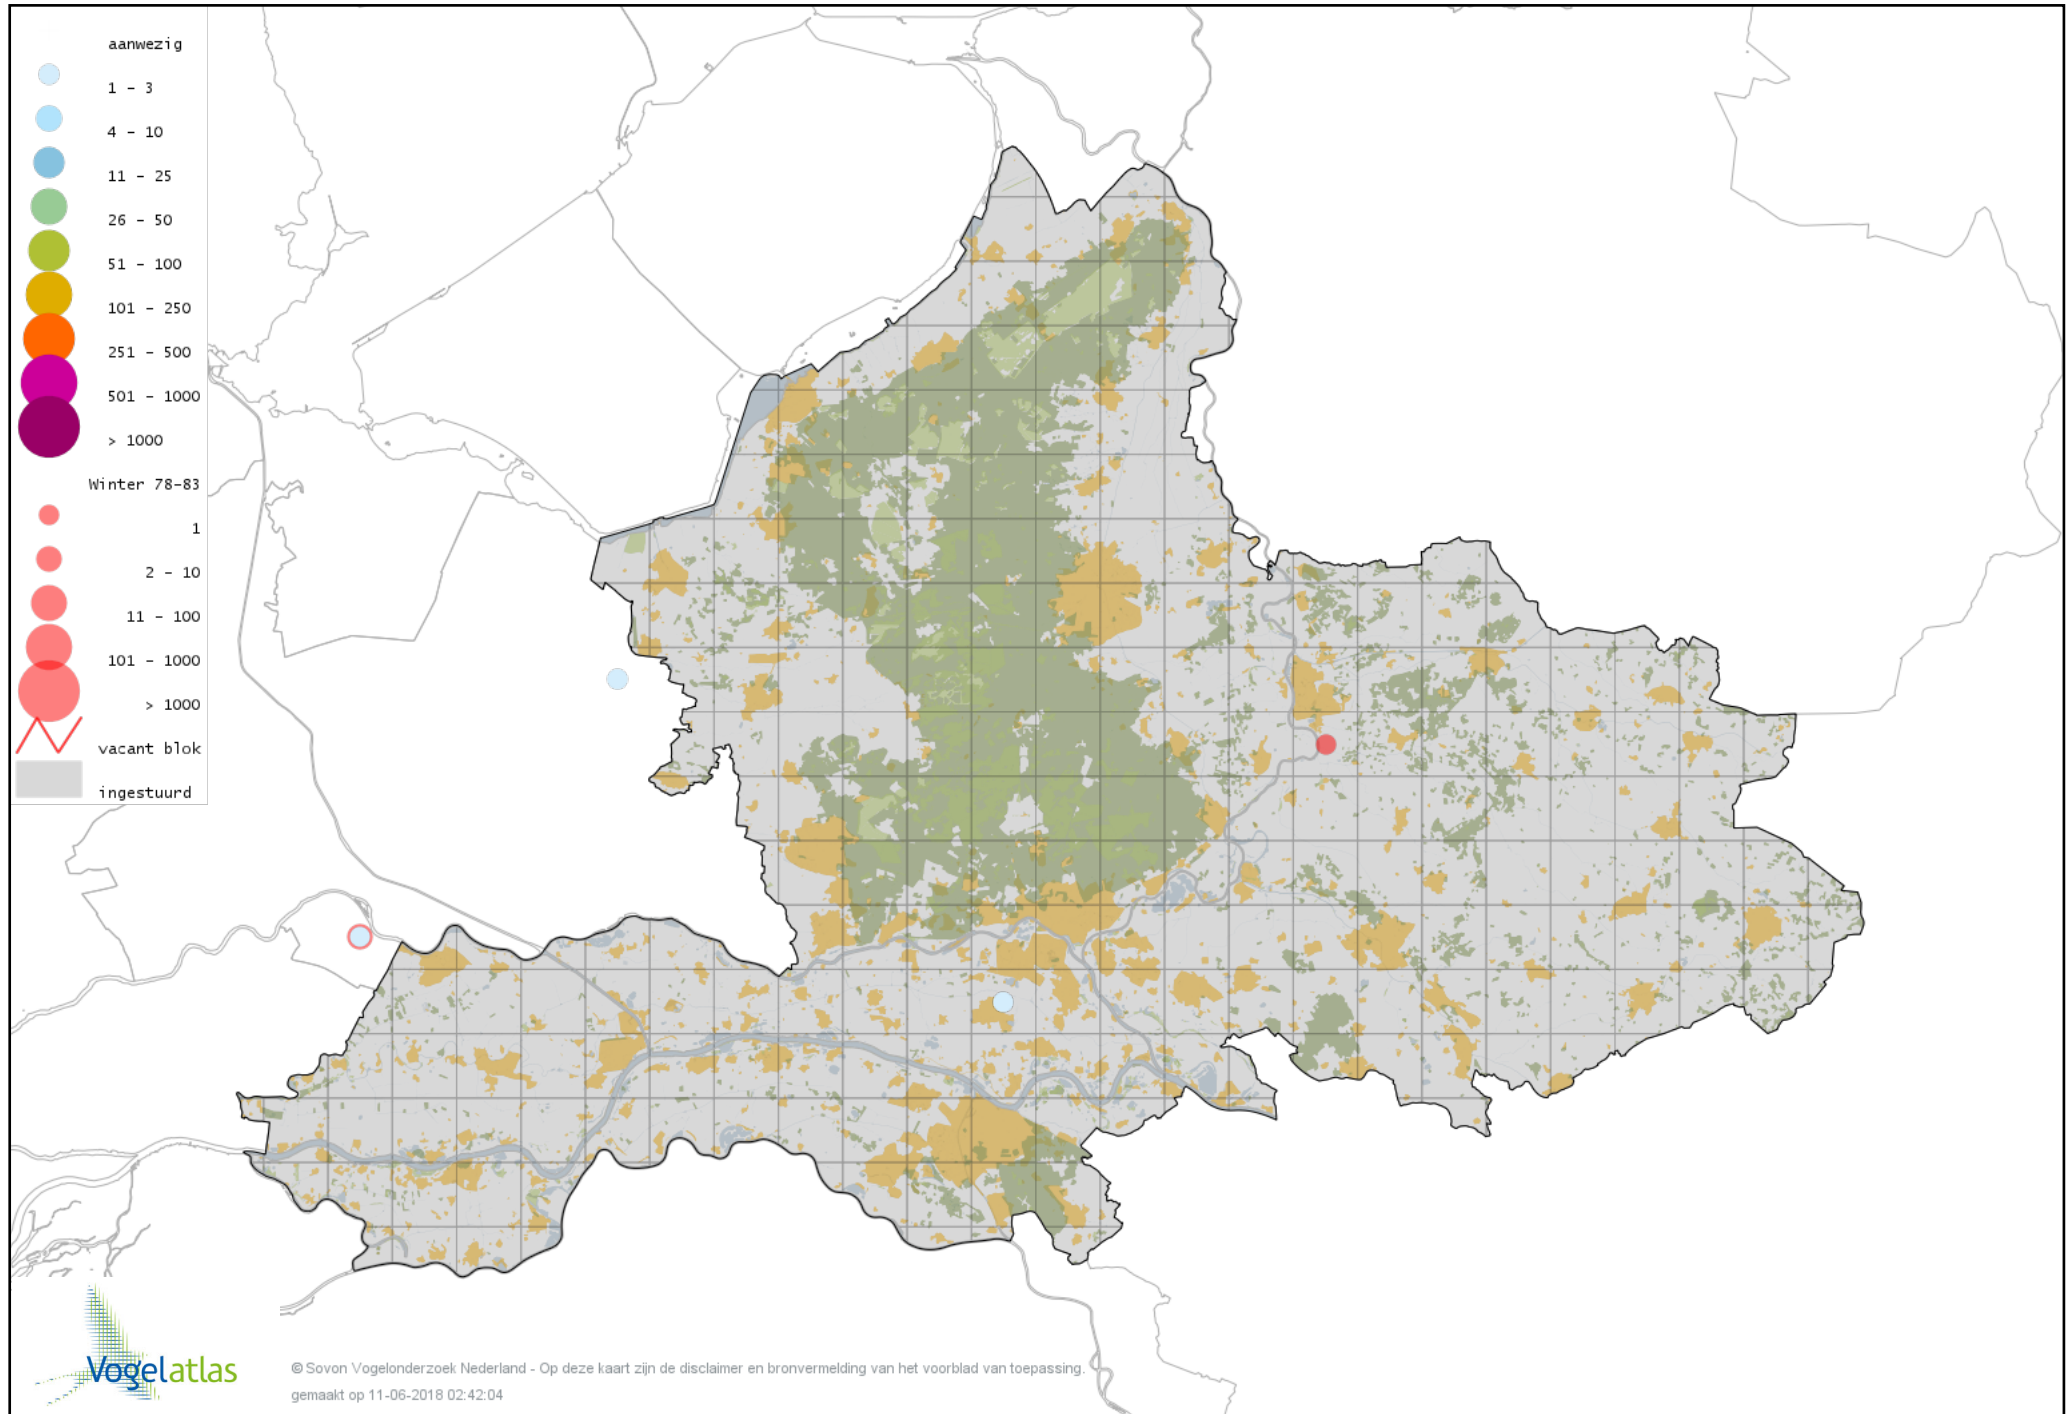 aanwezig
1 - 3
4 - 10
11 - 25
26 - 50
51 - 100
101 - 250
251 - 500
501 - 1000
> 1000
Winter 78-83
1
2 - 10
11 - 100
101 - 1000
> 1000
vacant blok
ingestuurd
Vogelatlas
© Sovon Vogelonderzoek Nederland - Op deze kaart zijn de disclaimer en bronvermelding van het voorblad van toepassing.
gemaakt op 11-06-2018 02:42:04